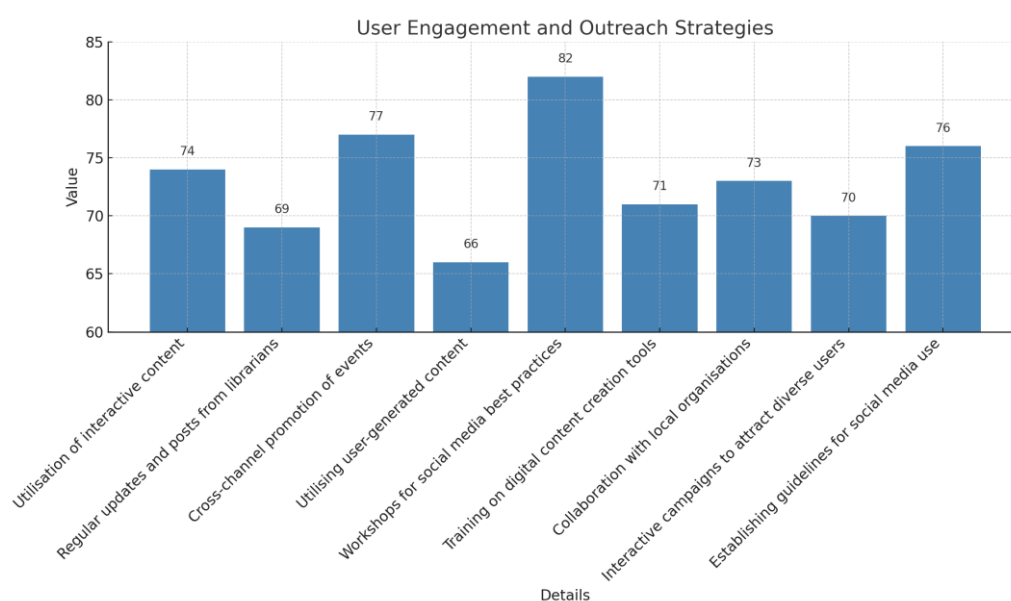 User Engagement and Outreach Strategies
85
80
75
70
65
60
Value
74
69
77
66
82
71
73
70
76
Utilisation of interactive content
Regular updates and posts from librarians
Cross-channel promotion of events
Utilising user-generated content
Workshops for social media best practices
Training on digital content creation tools
Collaboration with local organisations
Interactive campaigns to attract diverse users
Establishing guidelines for social media use
Details